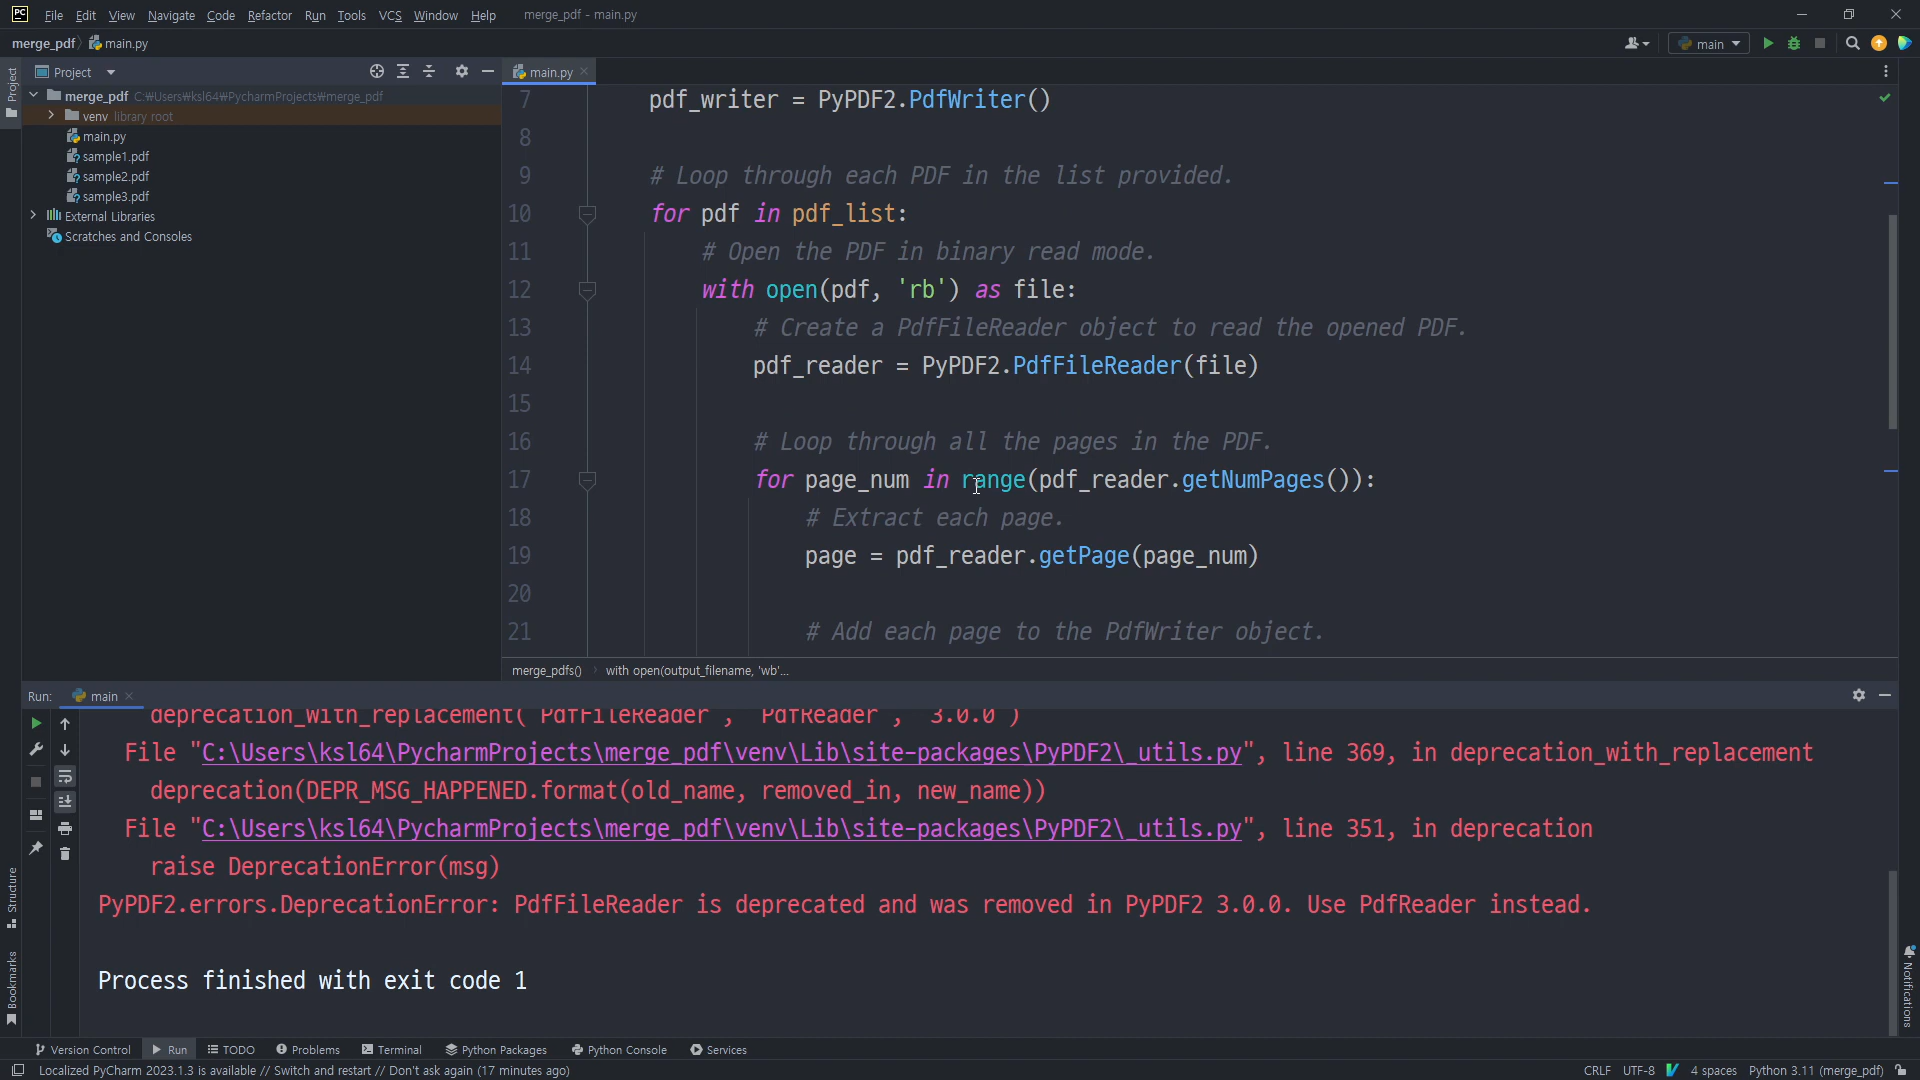 PC File Edit View Navigate Code Refactor Run Tools VCS Window Help merge_pdf - main.py
merge_pdf main.py main
Project
Project
merge_pdf C:₩Users₩ksl64₩PycharmProjects₩merge_pdf
venv library root
main.py
sample1.pdf
sample2.pdf
sample3.pdf
External Libraries
Scratches and Consoles
main.py
7 pdf_writer = PyPDF2.PdfWriter()
8
9 # Loop through each PDF in the list provided.
10 for pdf in pdf_list:
11 # Open the PDF in binary read mode.
12 with open(pdf, 'rb') as file:
13 # Create a PdfFileReader object to read the opened PDF.
14 pdf_reader = PyPDF2.PdfFileReader(file)
15
16 # Loop through all the pages in the PDF.
17 for page_num in range(pdf_reader.getNumPages()):
18 # Extract each page.
19 page = pdf_reader.getPage(page_num)
20
21 # Add each page to the PdfWriter object.
merge_pdfs() with open(output_filename, 'wb'...
Run: main
deprecation_with_replacement("PdfFileReader", "PdfReader", "3.0.0")
File "C:\Users\ksl64\PycharmProjects\merge_pdf\venv\Lib\site-packages\PyPDF2\_utils.py", line 369, in deprecation_with_replacement
deprecation(DEPR_MSG_HAPPENED.format(old_name, removed_in, new_name))
File "C:\Users\ksl64\PycharmProjects\merge_pdf\venv\Lib\site-packages\PyPDF2\_utils.py", line 351, in deprecation
raise DeprecationError(msg)
PyPDF2.errors.DeprecationError: PdfFileReader is deprecated and was removed in PyPDF2 3.0.0. Use PdfReader instead.
Process finished with exit code 1
Structure
Bookmarks
Notifications
Version Control Run TODO Problems Terminal Python Packages Python Console Services
Localized PyCharm 2023.1.3 is available // Switch and restart // Don't ask again (17 minutes ago) CRLF UTF-8 4 spaces Python 3.11 (merge_pdf)